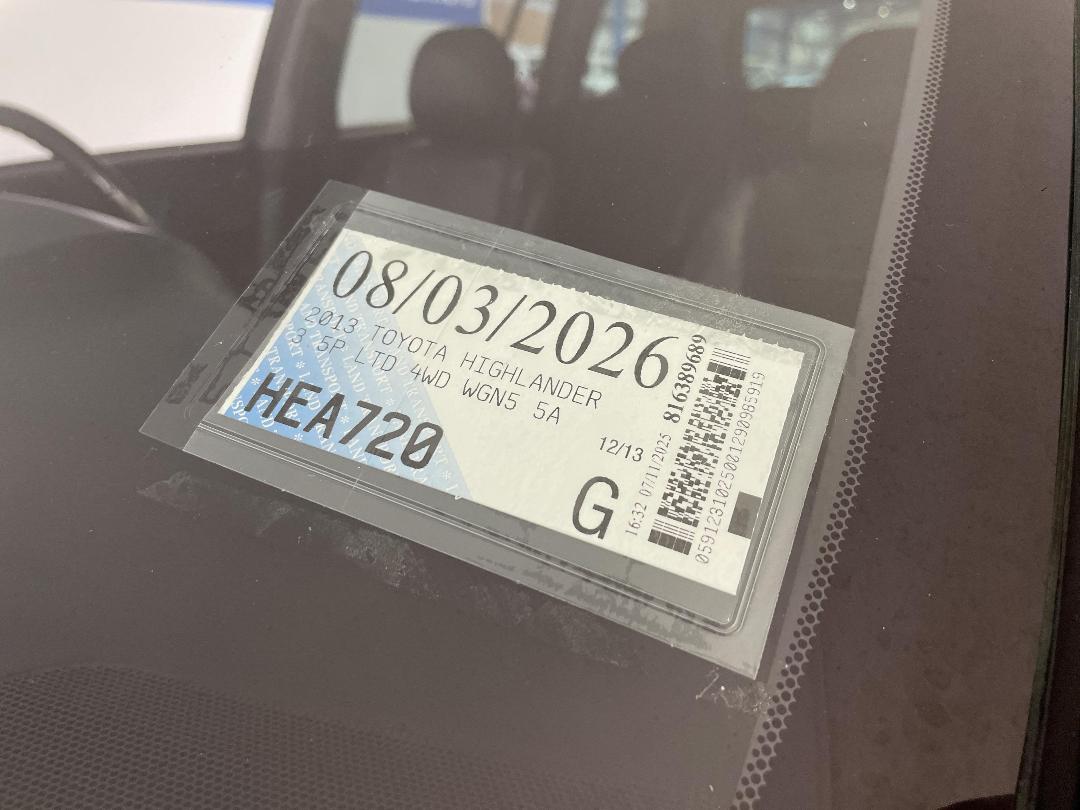 08/03/2026
2013 TOYOTA HIGHLANDER
3 5P LTD 4WD WGN5 5A
HEA720
12/13
G
16:32 07/11/2025
816389689
0591231025001290985919